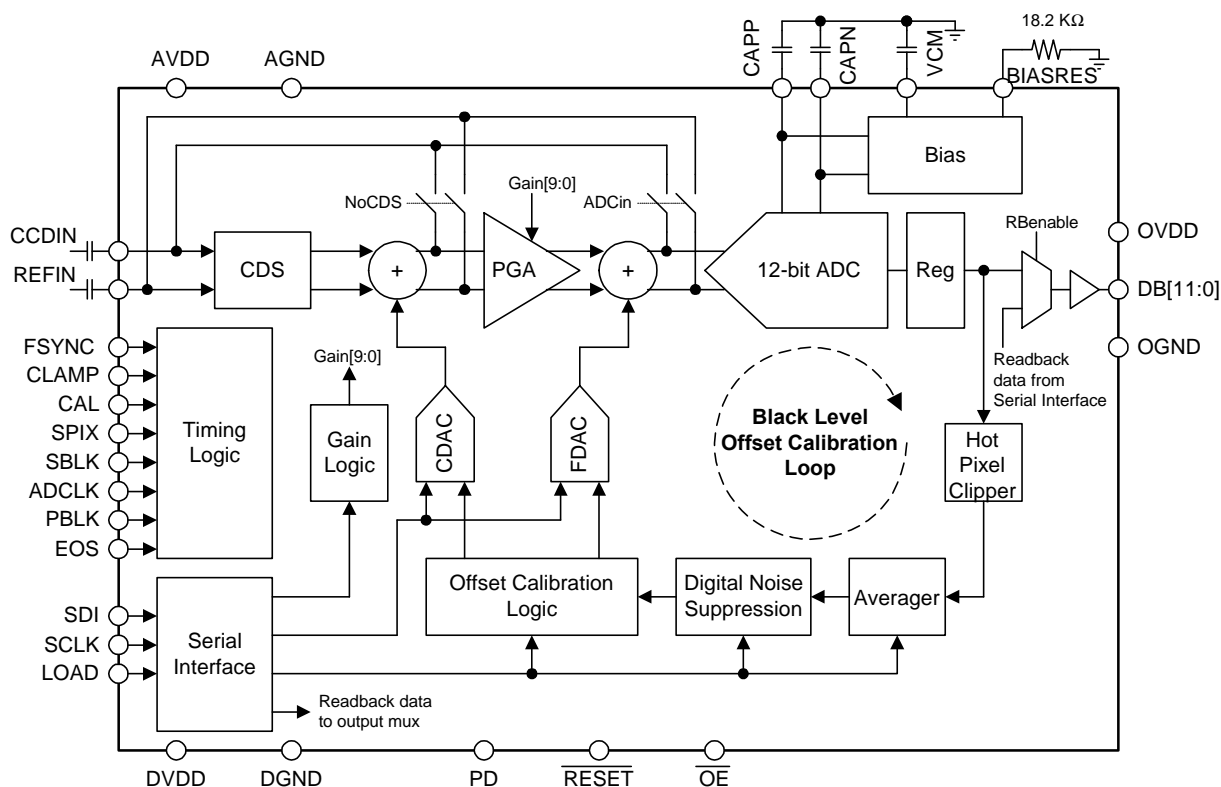 18.2 KΩ
CAPP
CAPN
VCM
BIASRES
AVDD
AGND
Bias
Gain[9:0]
NoCDS
ADCin
CCDIN
REFIN
CDS
+
PGA
+
12-bit ADC
Reg
RBenable
OVDD
DB[11:0]
OGND
Readback
data from
Serial Interface
FSYNC
CLAMP
CAL
SPIX
SBLK
ADCLK
PBLK
EOS
Timing
Logic
Gain[9:0]
Gain
Logic
CDAC
FDAC
Black Level
Offset Calibration
Loop
Hot
Pixel
Clipper
SDI
SCLK
LOAD
Serial
Interface
Offset Calibration
Logic
Digital Noise
Suppression
Averager
Readback data
to output mux
DVDD
DGND
PD
RESET
OE